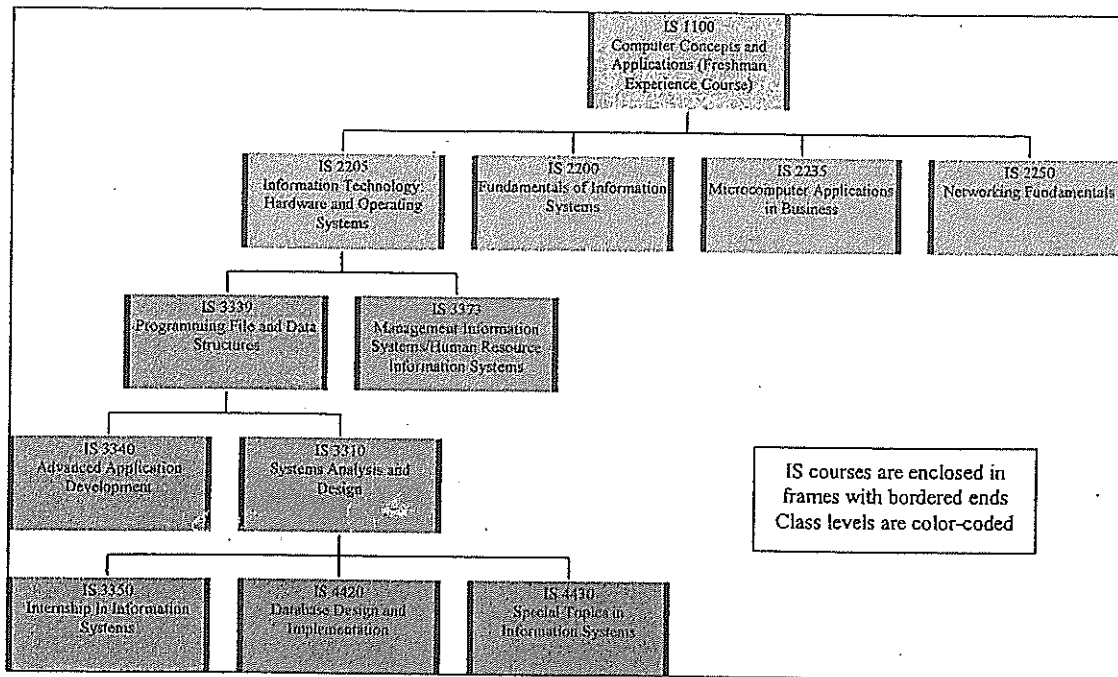 IS 1100
Computer Concepts and
Applications (Freshman
Experience Course)
IS 2205
Information Technology:
Hardware and Operating
Systems
IS 2200
Fundamentals of Information
Systems
IS 2235
Microcomputer Applications
in Business
IS 2250
Networking Fundamentals
IS 3339
Programming File and Data
Structures
IS 3373
Management Information
Systems/Human Resource
Information Systems
IS 3340
Advanced Application
Development
IS 3310
Systems Analysis and
Design
IS courses are enclosed in
frames with bordered ends
Class levels are color-coded
IS 3350
Internship In Information
Systems
IS 4420
Database Design and
Implementation
IS 4430
Special Topics in
Information Systems